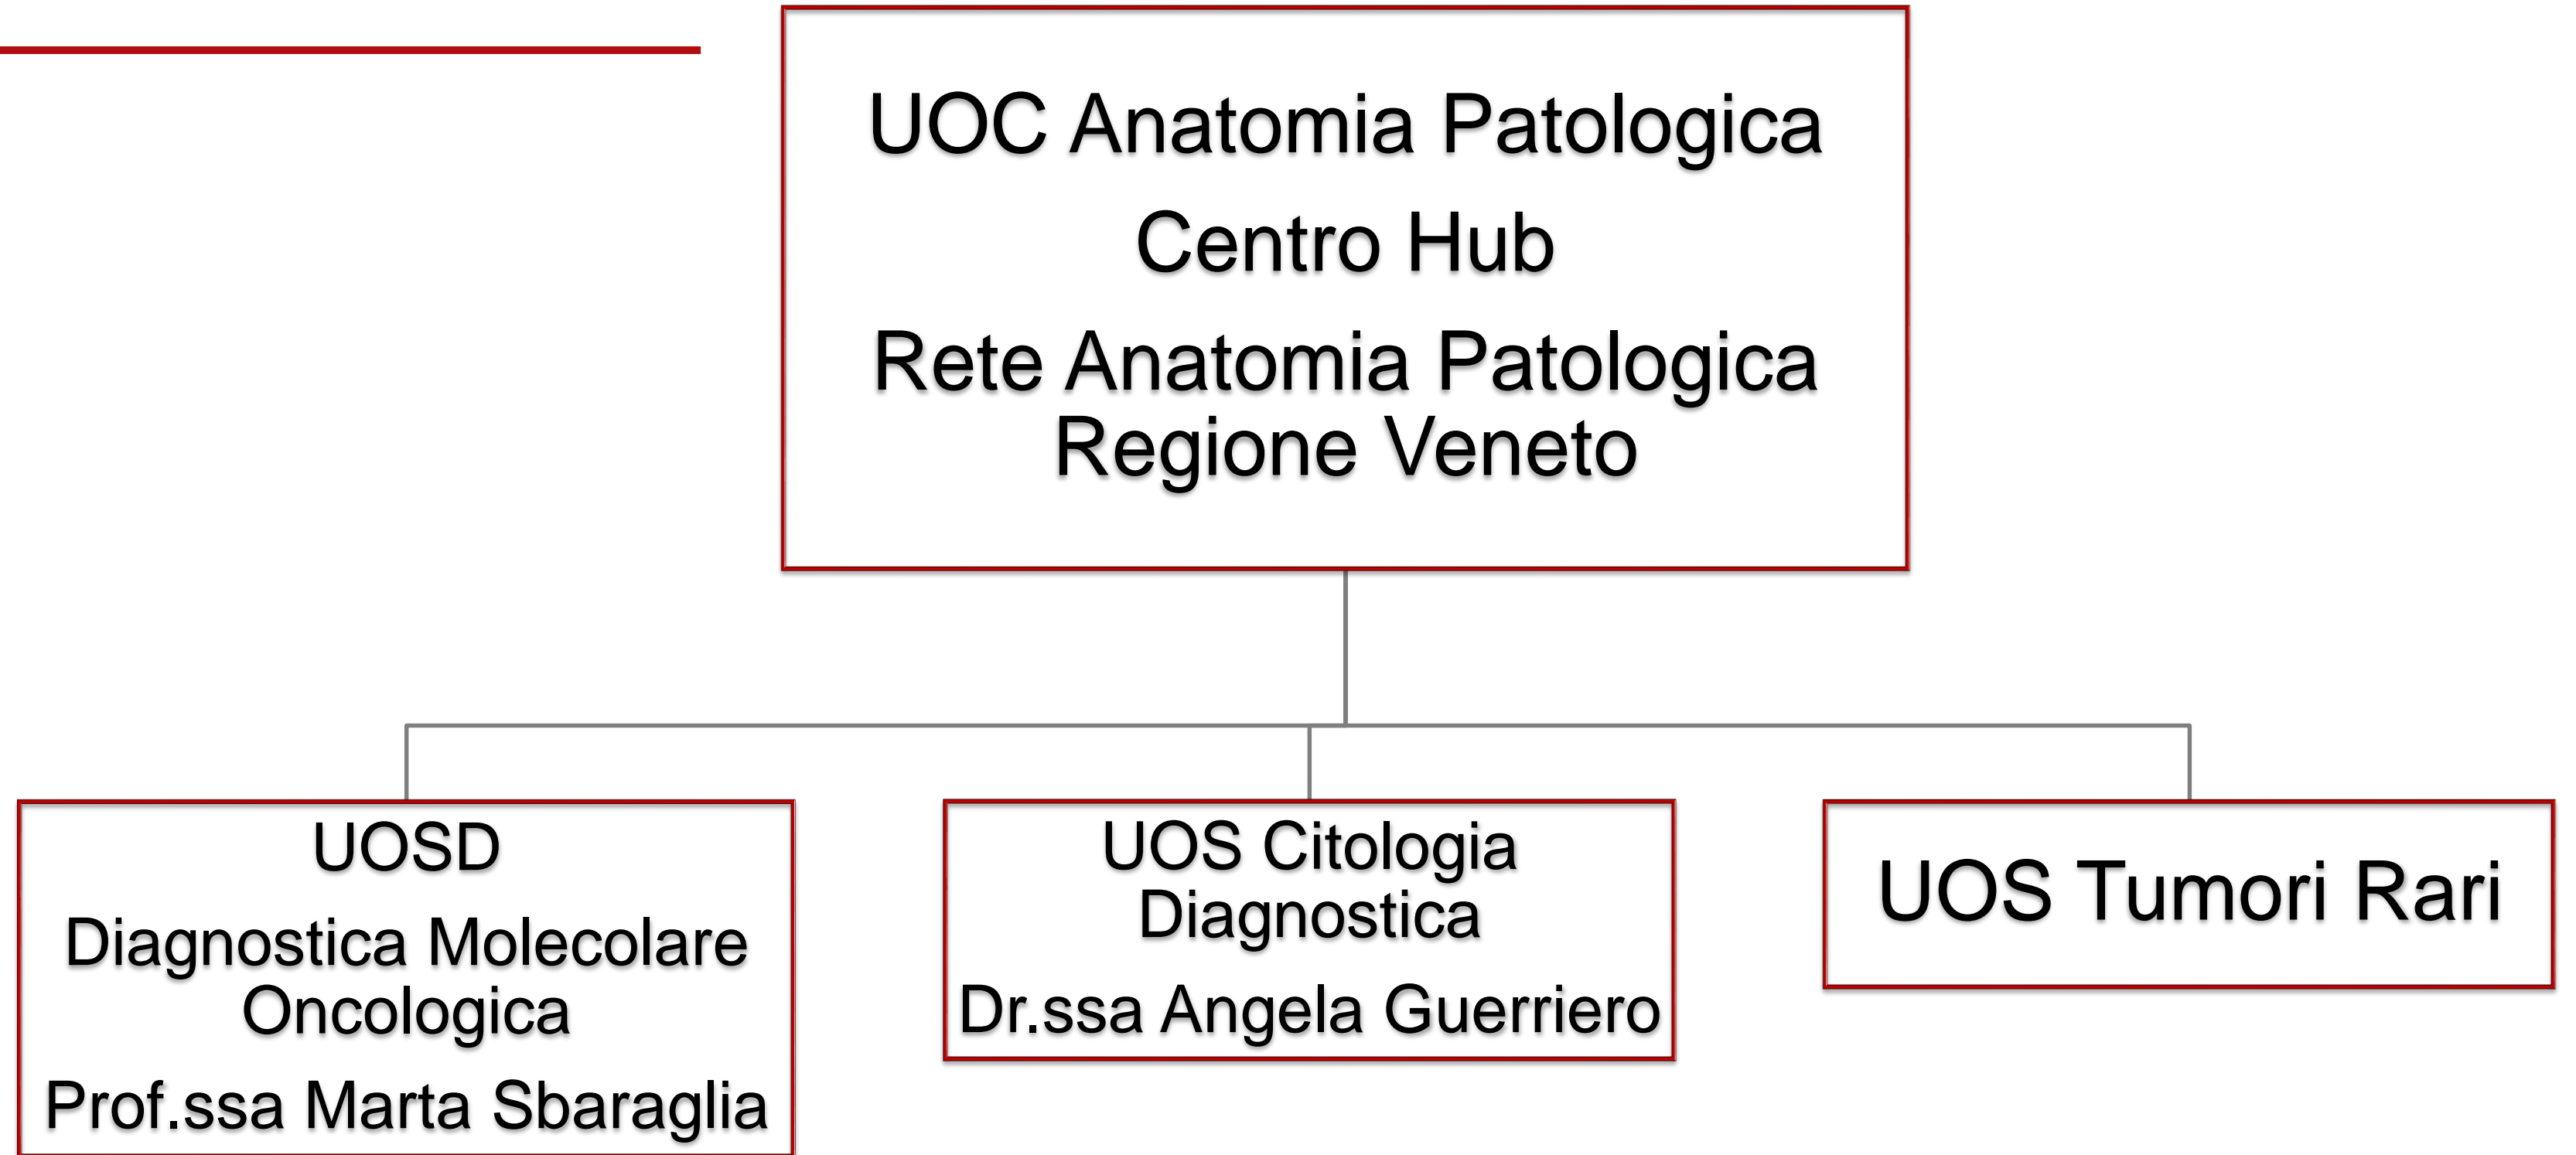 UOC Anatomia Patologica
Centro Hub
Rete Anatomia Patologica
Regione Veneto
UOSD
Diagnostica Molecolare
Oncologica
Prof.ssa Marta Sbaraglia
UOS Citologia
Diagnostica
Dr.ssa Angela Guerriero
UOS Tumori Rari